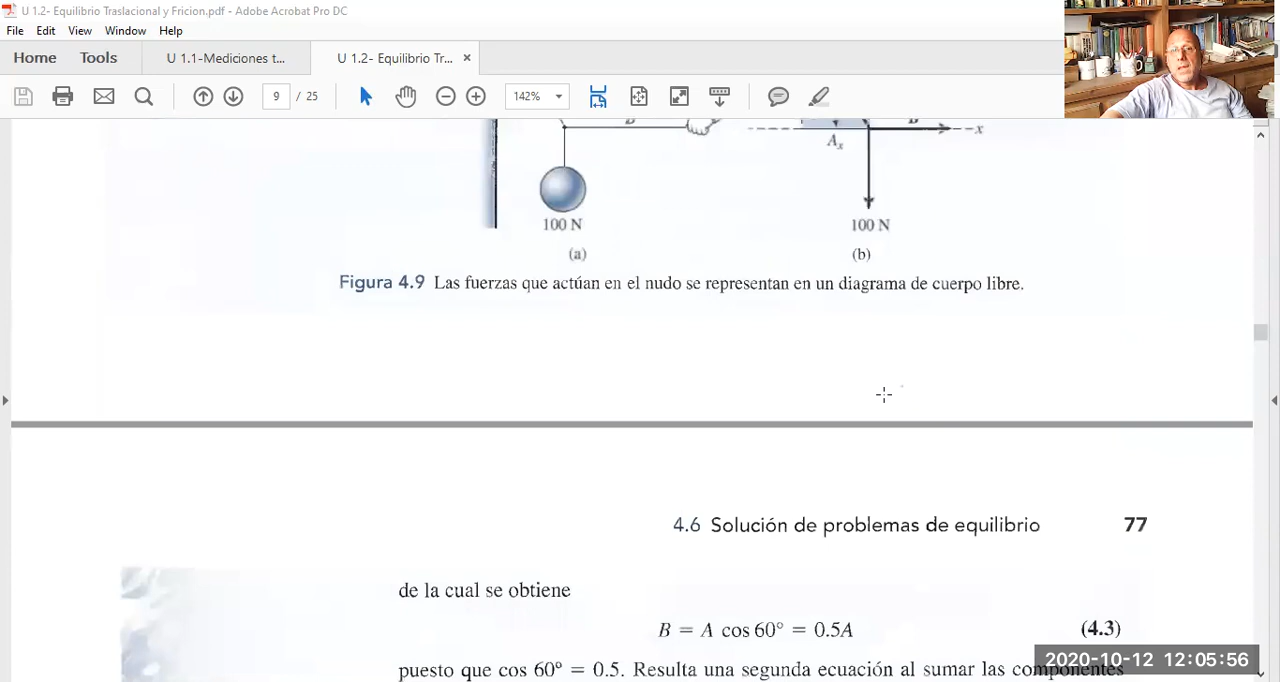 U 1.2- Equilibrio Traslacional y Friccion.pdf - Adobe Acrobat Pro DC
File Edit View Window Help
Home Tools U 1.1-Mediciones t... U 1.2- Equilibrio Tr... ×
9 / 25 142%
B
B
x
Aₓ
100 N 100 N
(a) (b)
Figura 4.9 Las fuerzas que actúan en el nudo se representan en un diagrama de cuerpo libre.
4.6 Solución de problemas de equilibrio 77
de la cual se obtiene
B = A cos 60° = 0.5A (4.3)
puesto que cos 60° = 0.5. Resulta una segunda ecuación al sumar las componentes
2020-10-12 12:05:56